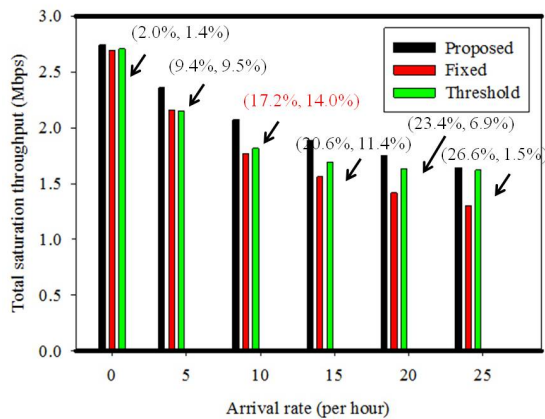 3.0
2.5
2.0
1.5
1.0
0.5
0.0
Total saturation throughput (Mbps)
(2.0%, 1.4%)
(9.4%, 9.5%)
(17.2%, 14.0%)
(20.6%, 11.4%)
(23.4%, 6.9%)
(26.6%, 1.5%)
Proposed
Fixed
Threshold
0 5 10 15 20 25
Arrival rate (per hour)